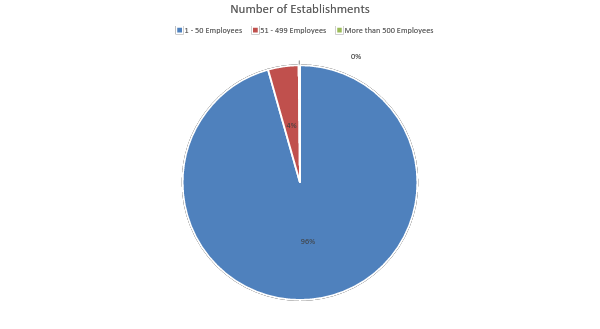 Number of Establishments
1 - 50 Employees 51 - 499 Employees More than 500 Employees
0%
4%
96%